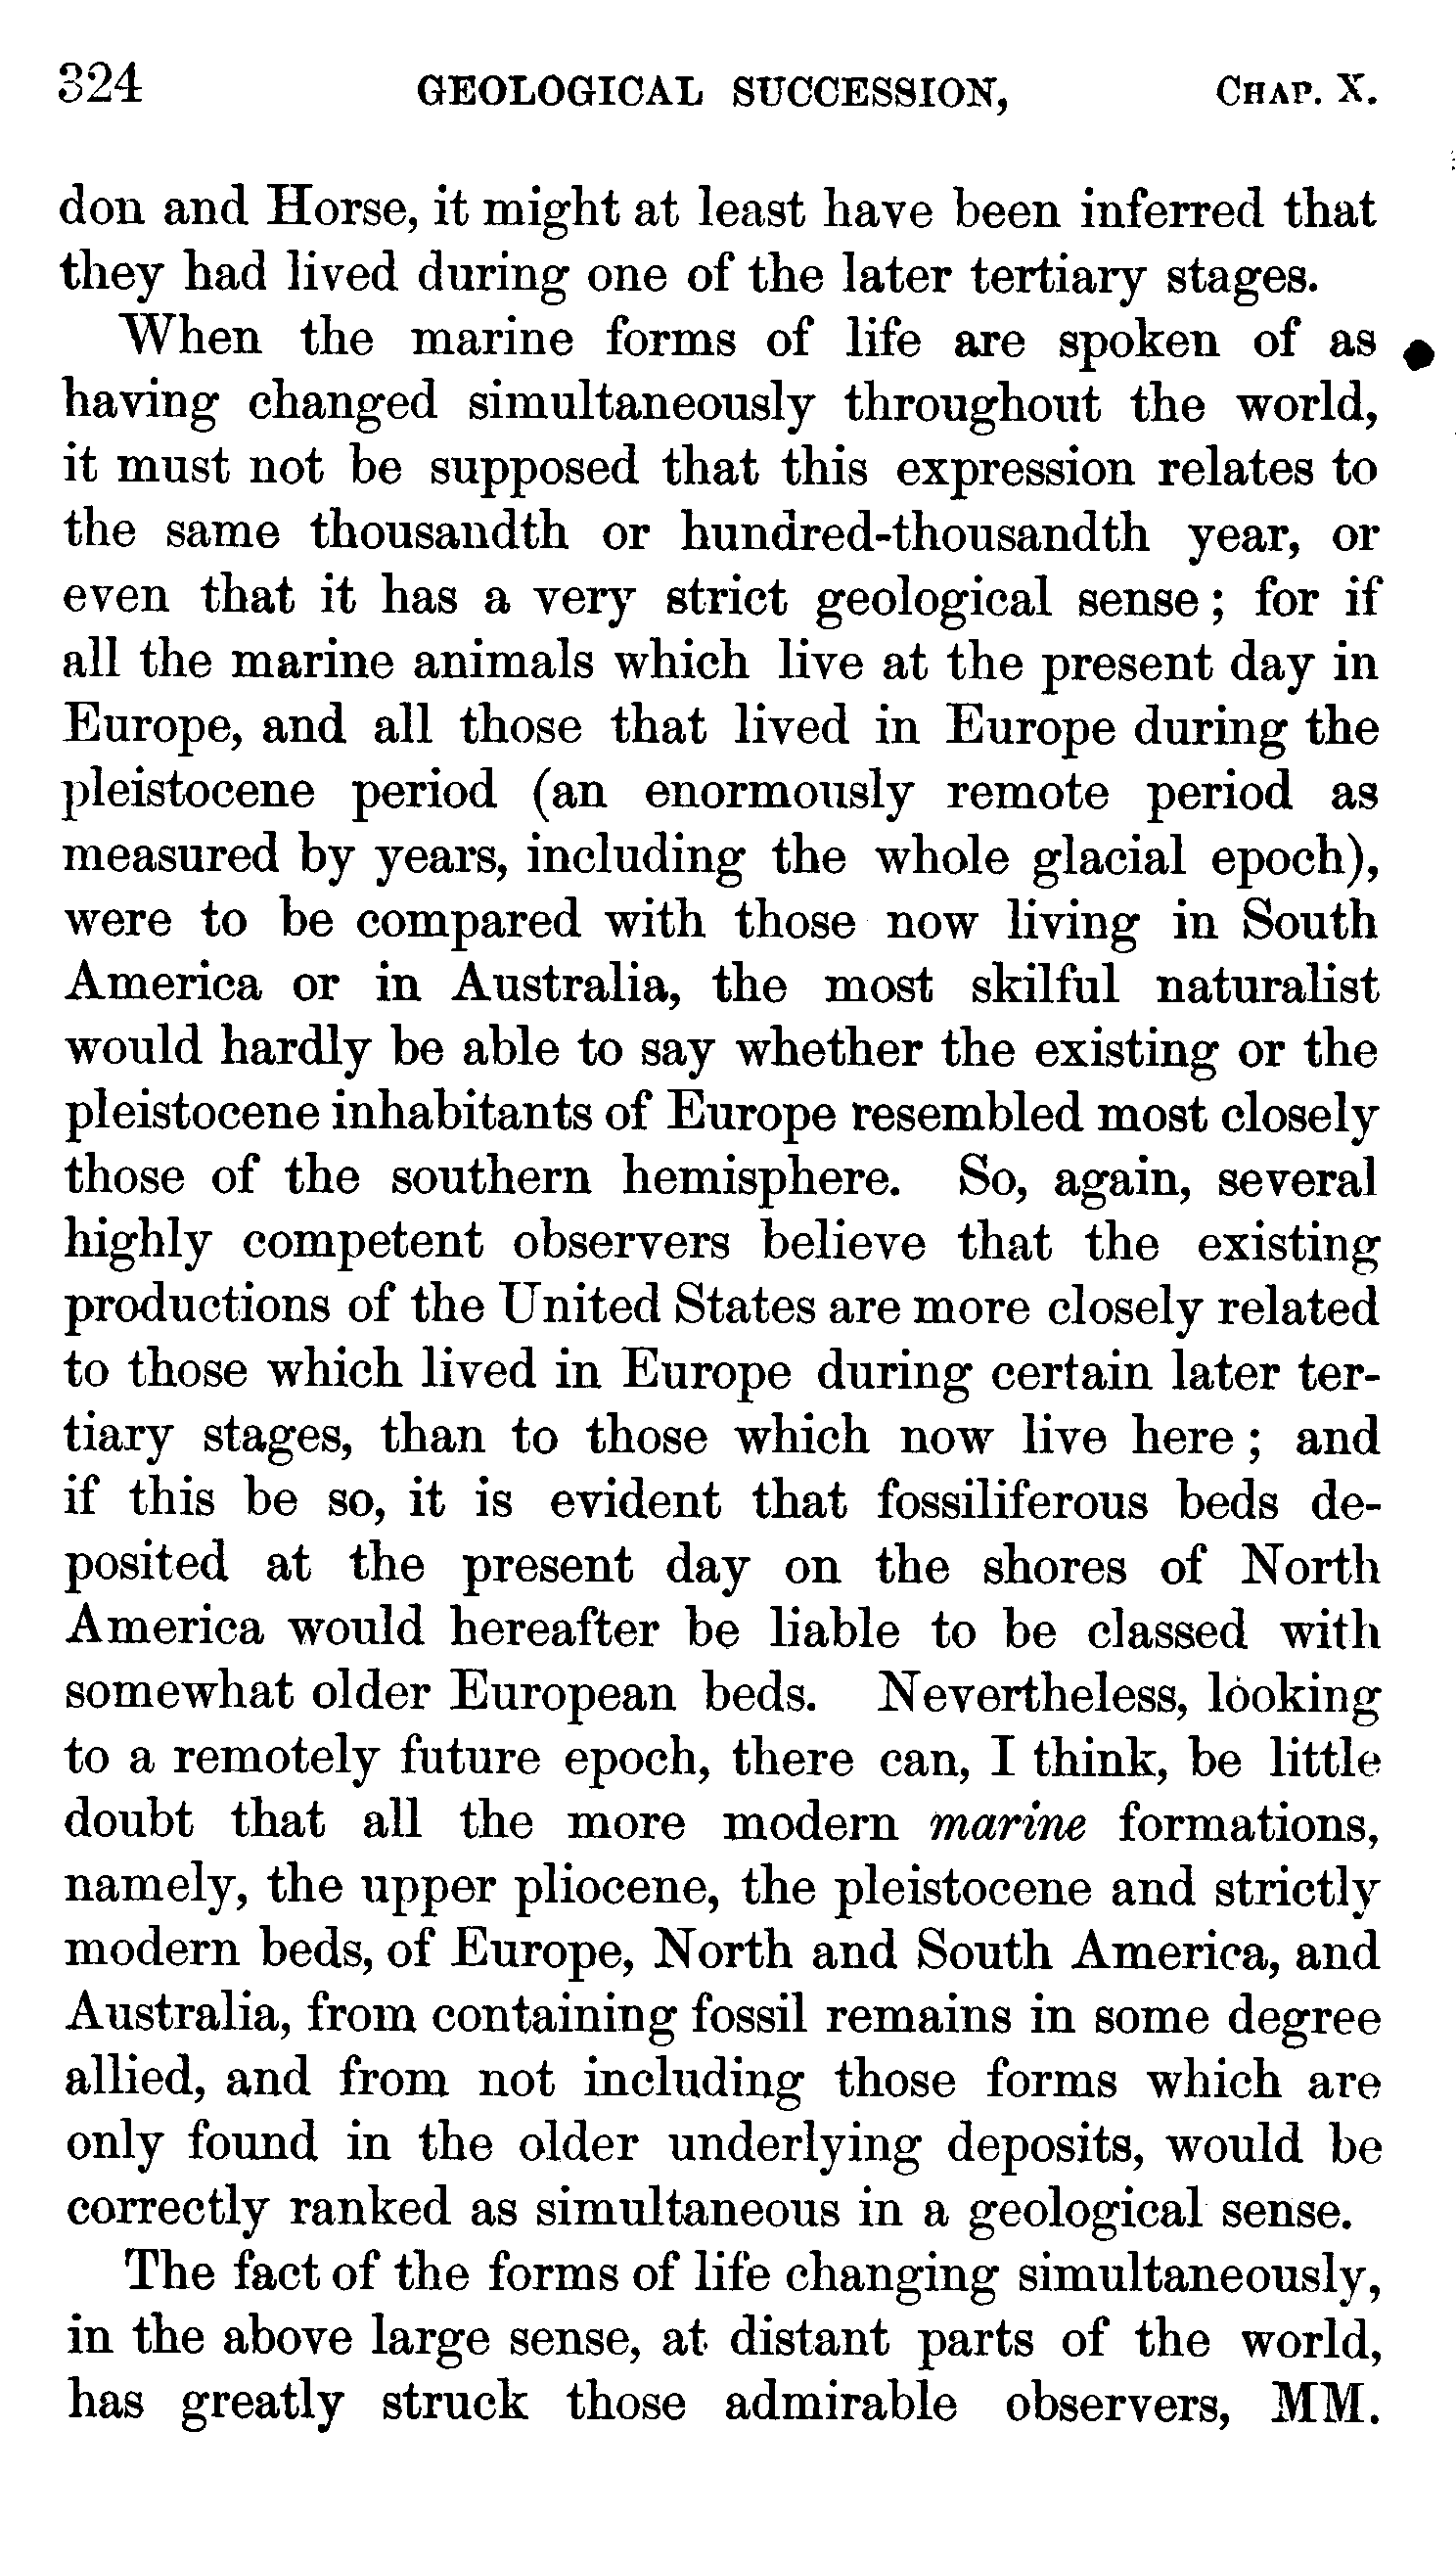 324 GEOLOGICAL SUCCESSION, CHAP. X.
don and Horse, it might at least have been inferred that
they had lived during one of the later tertiary stages.
When the marine forms of life are spoken of as
having changed simultaneously throughout the world,
it must not be supposed that this expression relates to
the same thousandth or hundred-thousandth year, or
even that it has a very strict geological sense; for if
all the marine animals which live at the present day in
Europe, and all those that lived in Europe during the
pleistocene period (an enormously remote period as
measured by years, including the whole glacial epoch),
were to be compared with those now living in South
America or in Australia, the most skilful naturalist
would hardly be able to say whether the existing or the
pleistocene inhabitants of Europe resembled most closely
those of the southern hemisphere. So, again, several
highly competent observers believe that the existing
productions of the United States are more closely related
to those which lived in Europe during certain later ter-
tiary stages, than to those which now live here; and
if this be so, it is evident that fossiliferous beds de-
posited at the present day on the shores of North
America would hereafter be liable to be classed with
somewhat older European beds. Nevertheless, looking
to a remotely future epoch, there can, I think, be little
doubt that all the more modern marine formations,
namely, the upper pliocene, the pleistocene and strictly
modern beds, of Europe, North and South America, and
Australia, from containing fossil remains in some degree
allied, and from not including those forms which are
only found in the older underlying deposits, would be
correctly ranked as simultaneous in a geological sense.
The fact of the forms of life changing simultaneously,
in the above large sense, at distant parts of the world,
has greatly struck those admirable observers, MM.